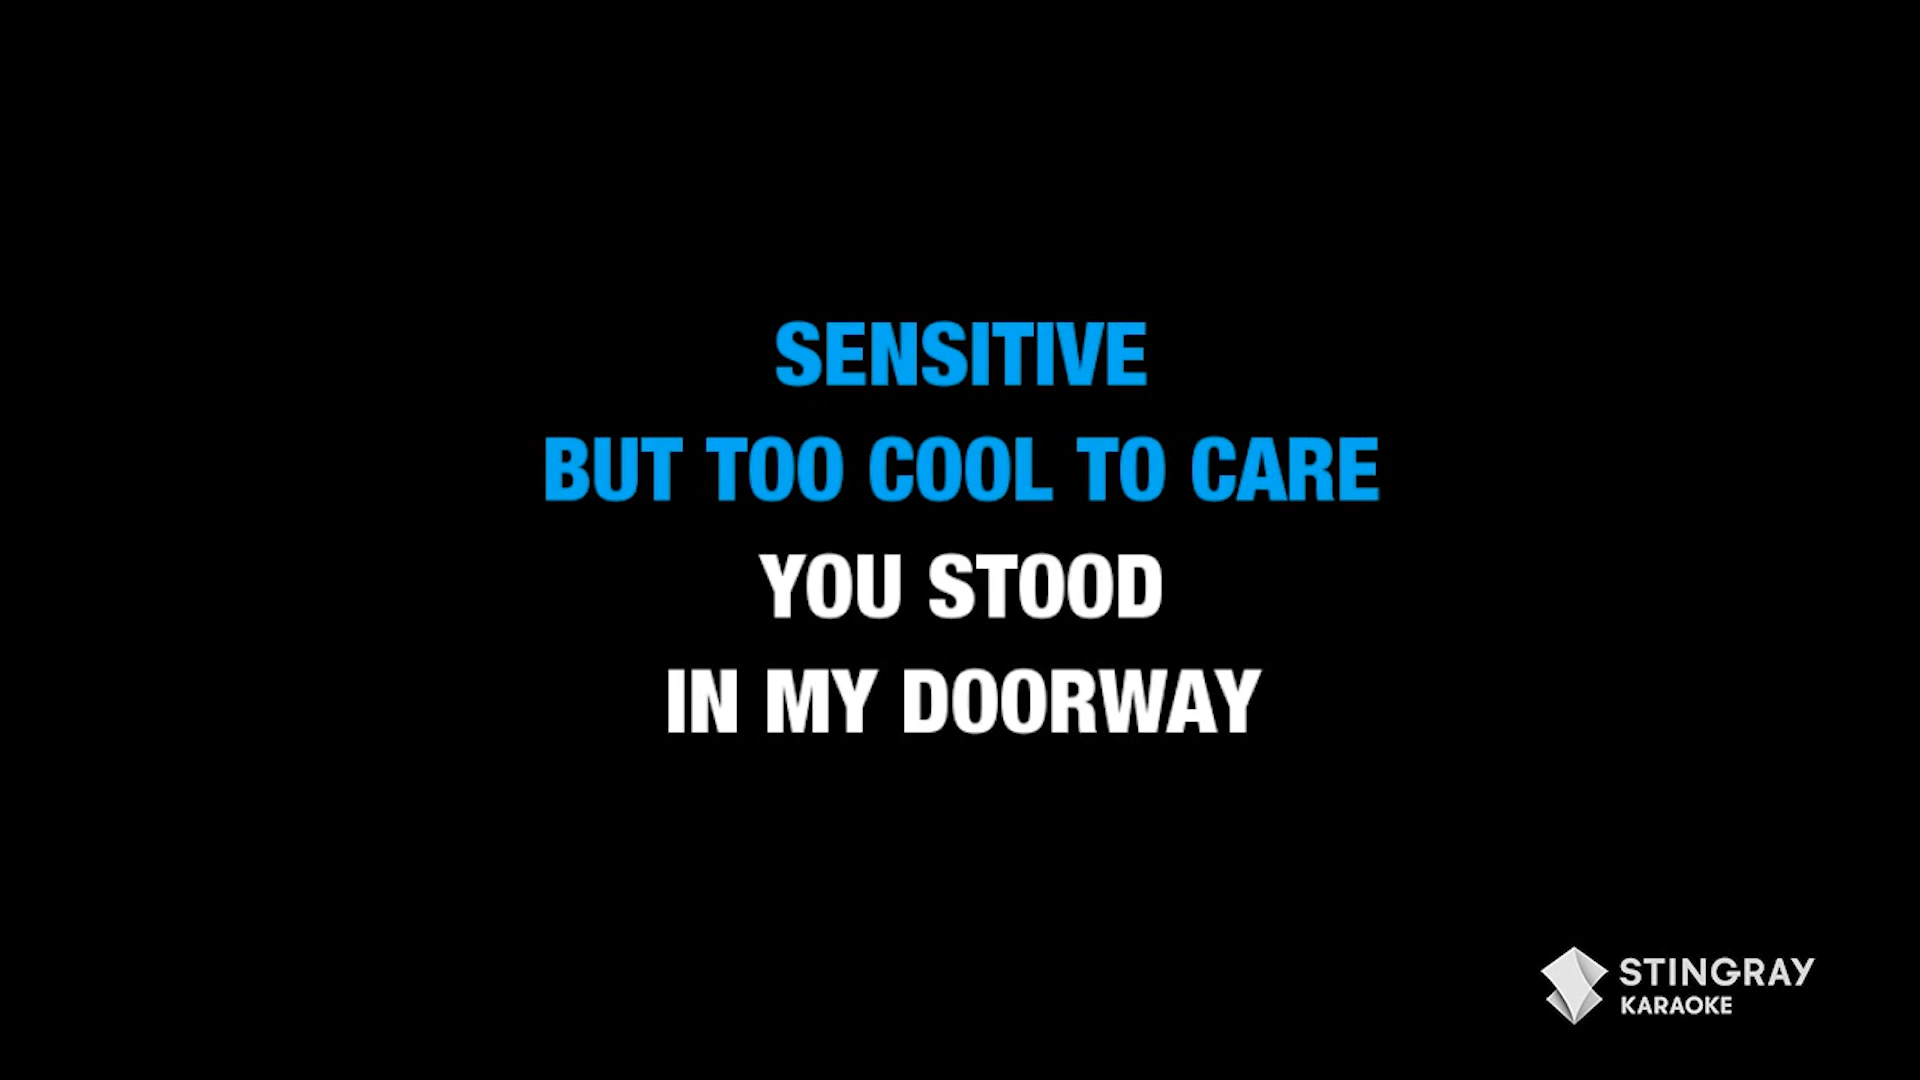 SENSITIVE
BUT TOO COOL TO CARE
YOU STOOD
IN MY DOORWAY
STINGRAY
KARAOKE